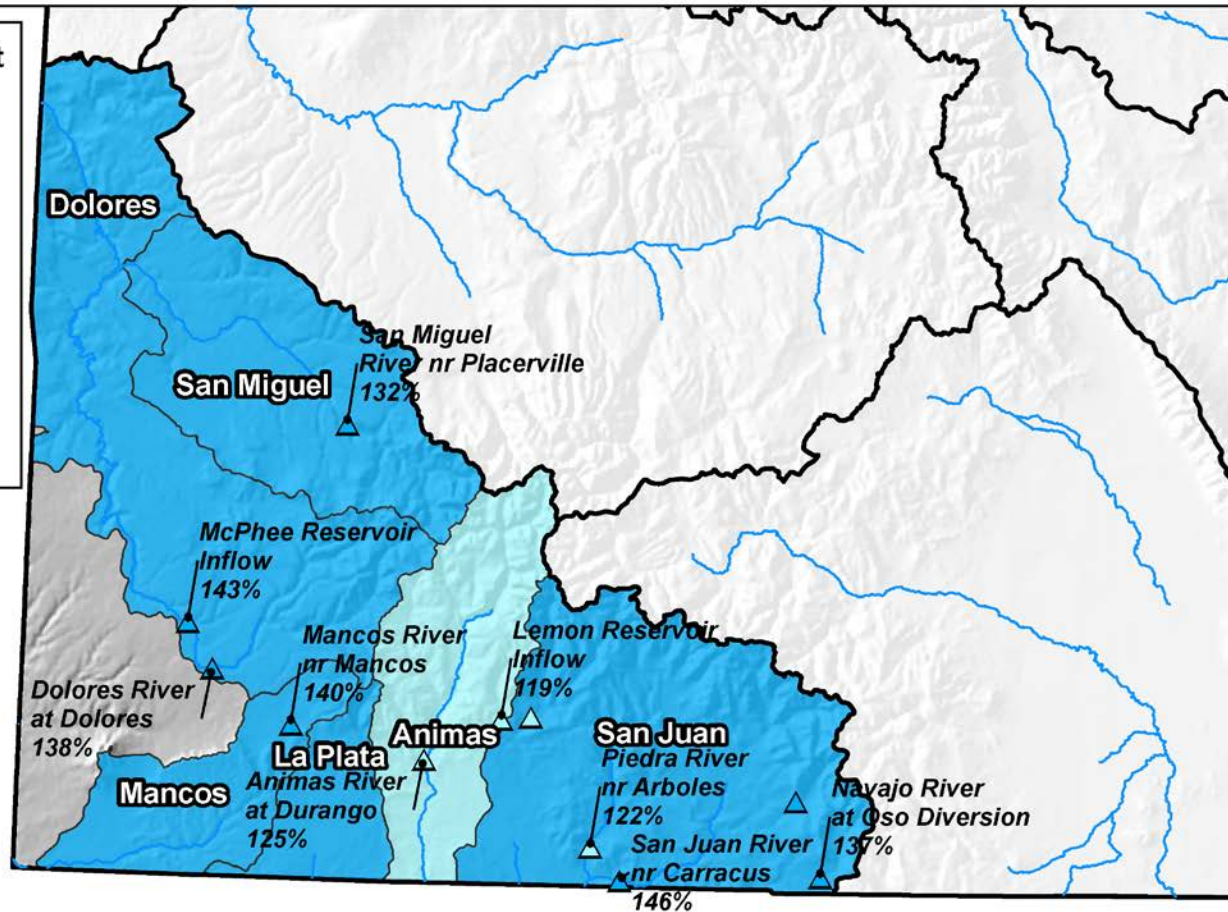 t
Dolores
San Miguel
River nr Placerville
132%
San Miguel
McPhee Reservoir
Inflow
143%
Mancos River
nr Mancos
140%
Lemon Reservoir
Inflow
119%
Dolores River
at Dolores
138%
La Plata
Animas
San Juan
Mancos
Animas River
at Durango
125%
Piedra River
nr Arboles
122%
Navajo River
at Oso Diversion
137%
San Juan River
nr Carracus
146%